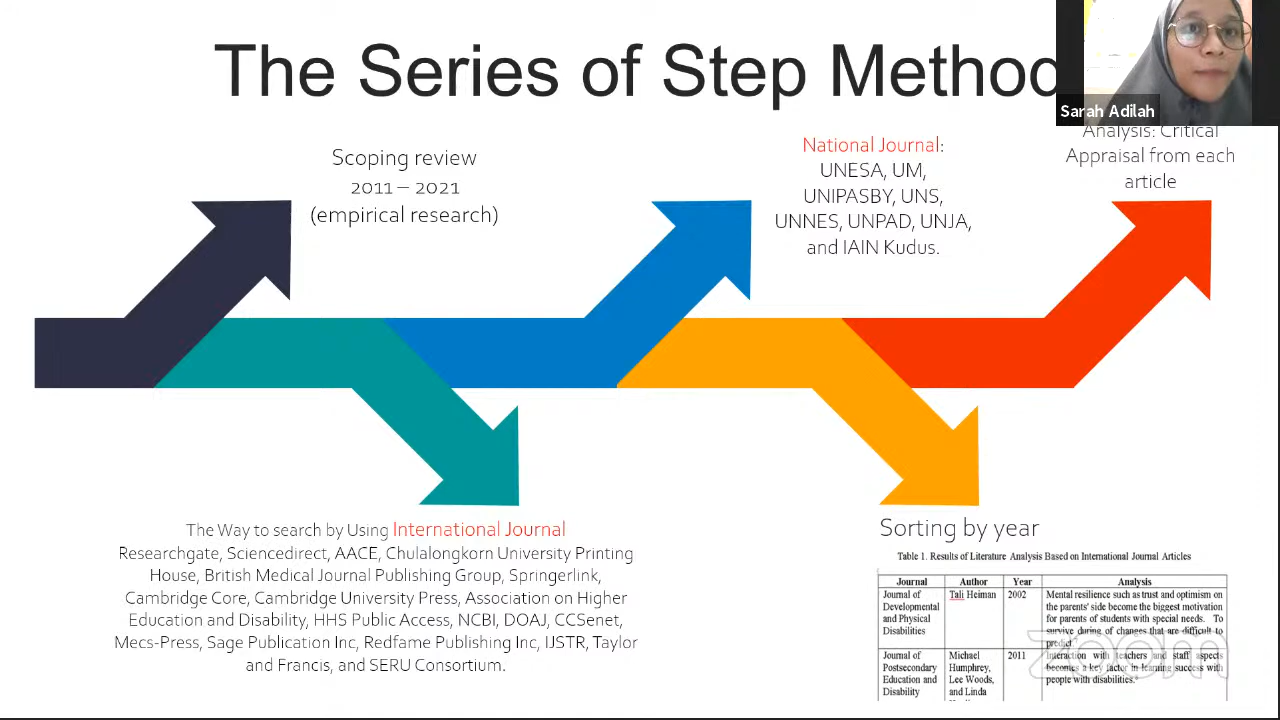 The Series of Step Method
Sarah Adilah
Scoping review
2011 – 2021
(empirical research)
National Journal:
UNESA, UM,
UNIPASBY, UNS,
UNNES, UNPAD, UNJA,
and IAIN Kudus.
Analysis: Critical
Appraisal from each
article
The Way to search by Using International Journal
Researchgate, Sciencedirect, AACE, Chulalongkorn University Printing
House, British Medical Journal Publishing Group, Springerlink,
Cambridge Core, Cambridge University Press, Association on Higher
Education and Disability, HHS Public Access, NCBI, DOAJ, CCSenet,
Mecs-Press, Sage Publication Inc, Redfame Publishing Inc, IJSTR, Taylor
and Francis, and SERU Consortium.
Sorting by year
Table 1. Results of Literature Analysis Based on International Journal Articles
Journal Author Year Analysis
Journal of Tali Heiman 2002 Mental resilience such as trust and optimism on
Developmental the parents' side become the biggest motivation
and Physical for parents of students with special needs. To
Disabilities survive during of changes that are difficult to
predict.
Journal of Michael 2011 Interaction with teachers and staff aspects
Postsecondary Humphrey, becomes a key factor in learning success with
Education and Lee Woods, people with disabilities."
Disability and Linda
zoom